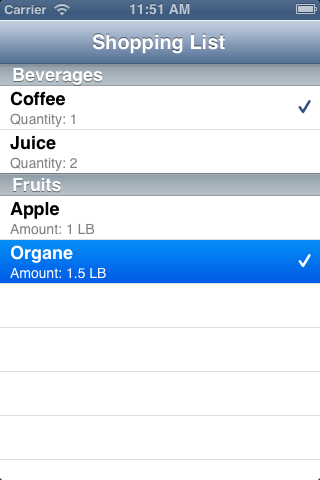 Carrier 11:51 AM
Shopping List
Beverages
Coffee
Quantity: 1
Juice
Quantity: 2
Fruits
Apple
Amount: 1 LB
Organe
Amount: 1.5 LB